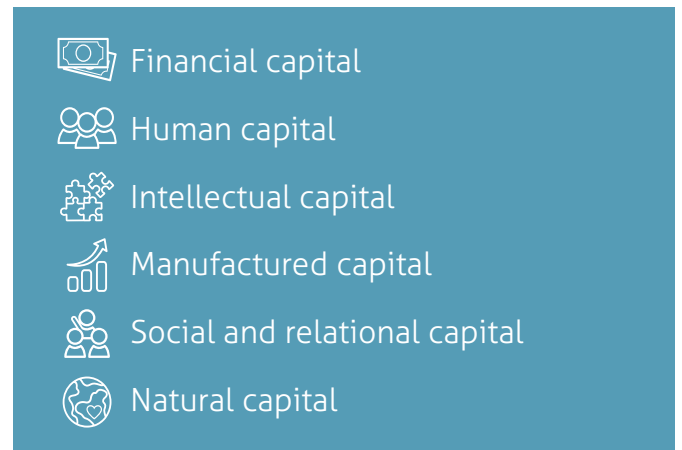 Financial capital
Human capital
Intellectual capital
Manufactured capital
Social and relational capital
Natural capital